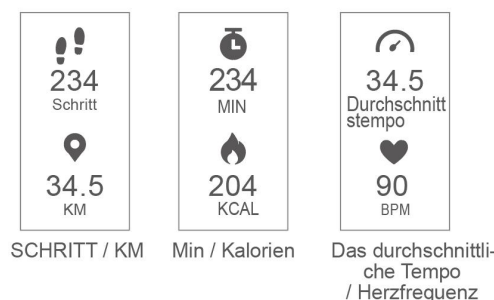 234
Schritt
34.5
KM
SCHRITT / KM
234
MIN
204
KCAL
Min / Kalorien
34.5
Durchschnitt
stempo
90
BPM
Das durchschnittli-
che Tempo
/ Herzfrequenz